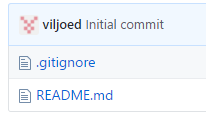 viljoed Initial commit
.gitignore
README.md